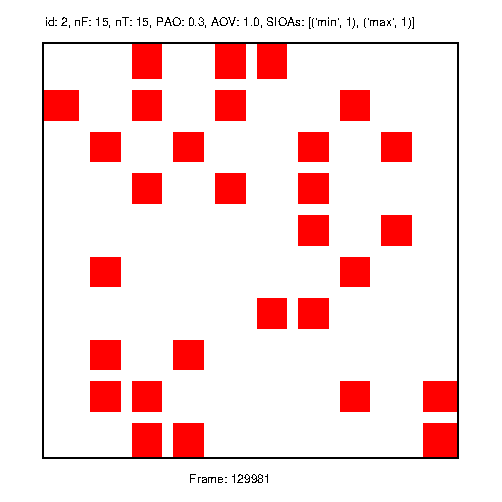 id: 2, nF: 15, nT: 15, PAO: 0.3, AOV: 1.0, SIOAs: [('min', 1), ('max', 1)]
Frame: 129981